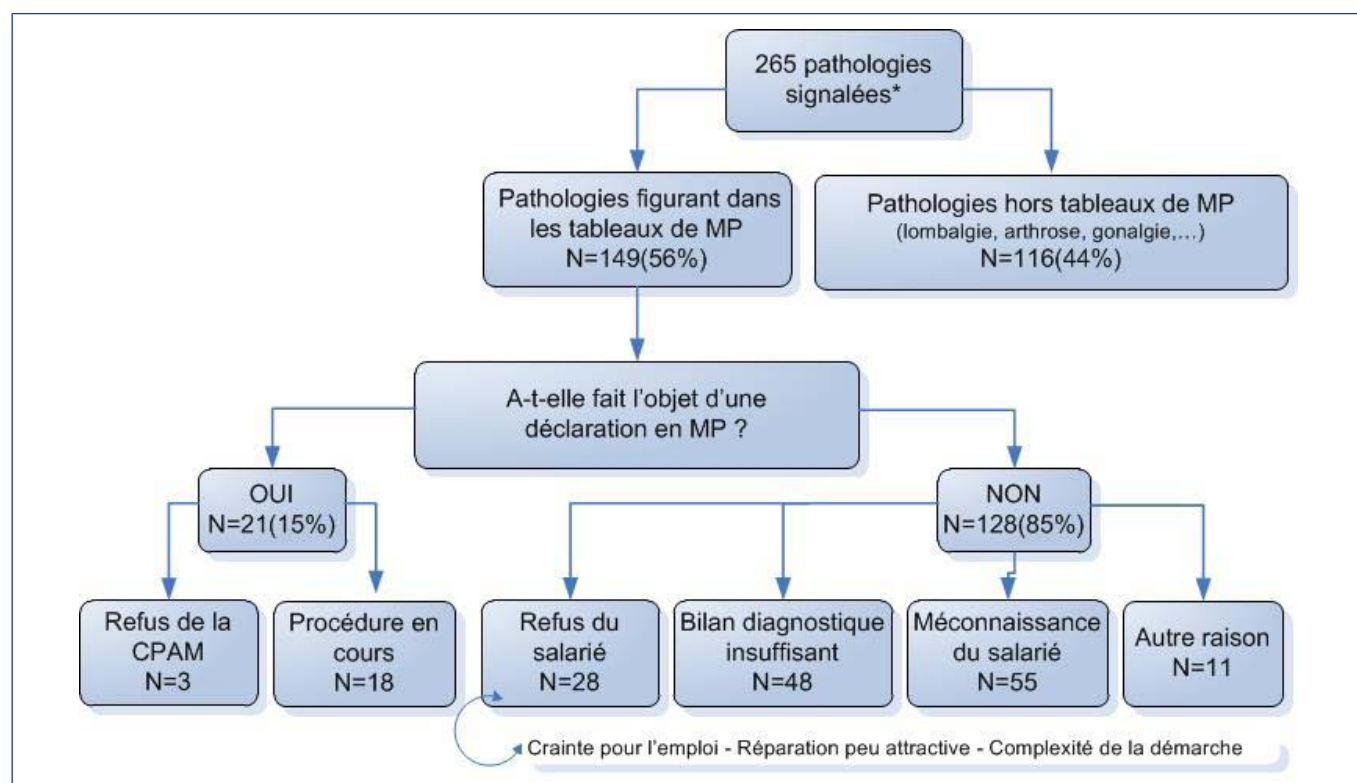 265 pathologies
signalées*
Pathologies figurant dans
les tableaux de MP
N=149(56%)
Pathologies hors tableaux de MP
(lombalgie, arthrose, gonalgie,...)
N=116(44%)
A-t-elle fait l'objet d'une
déclaration en MP ?
OUI
N=21(15%)
NON
N=128(85%)
Refus de la
CPAM
N=3
Procédure en
cours
N=18
Refus du
salarié
N=28
Bilan diagnostique
insuffisant
N=48
Méconnaissance
du salarié
N=55
Autre raison
N=11
Crainte pour l'emploi - Réparation peu attractive - Complexité de la démarche